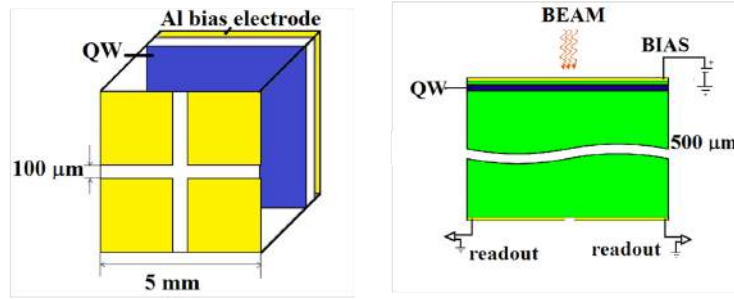 Al bias electrode
QW
100 μm
5 mm
BEAM
BIAS
+
QW
500 μm
readout
readout